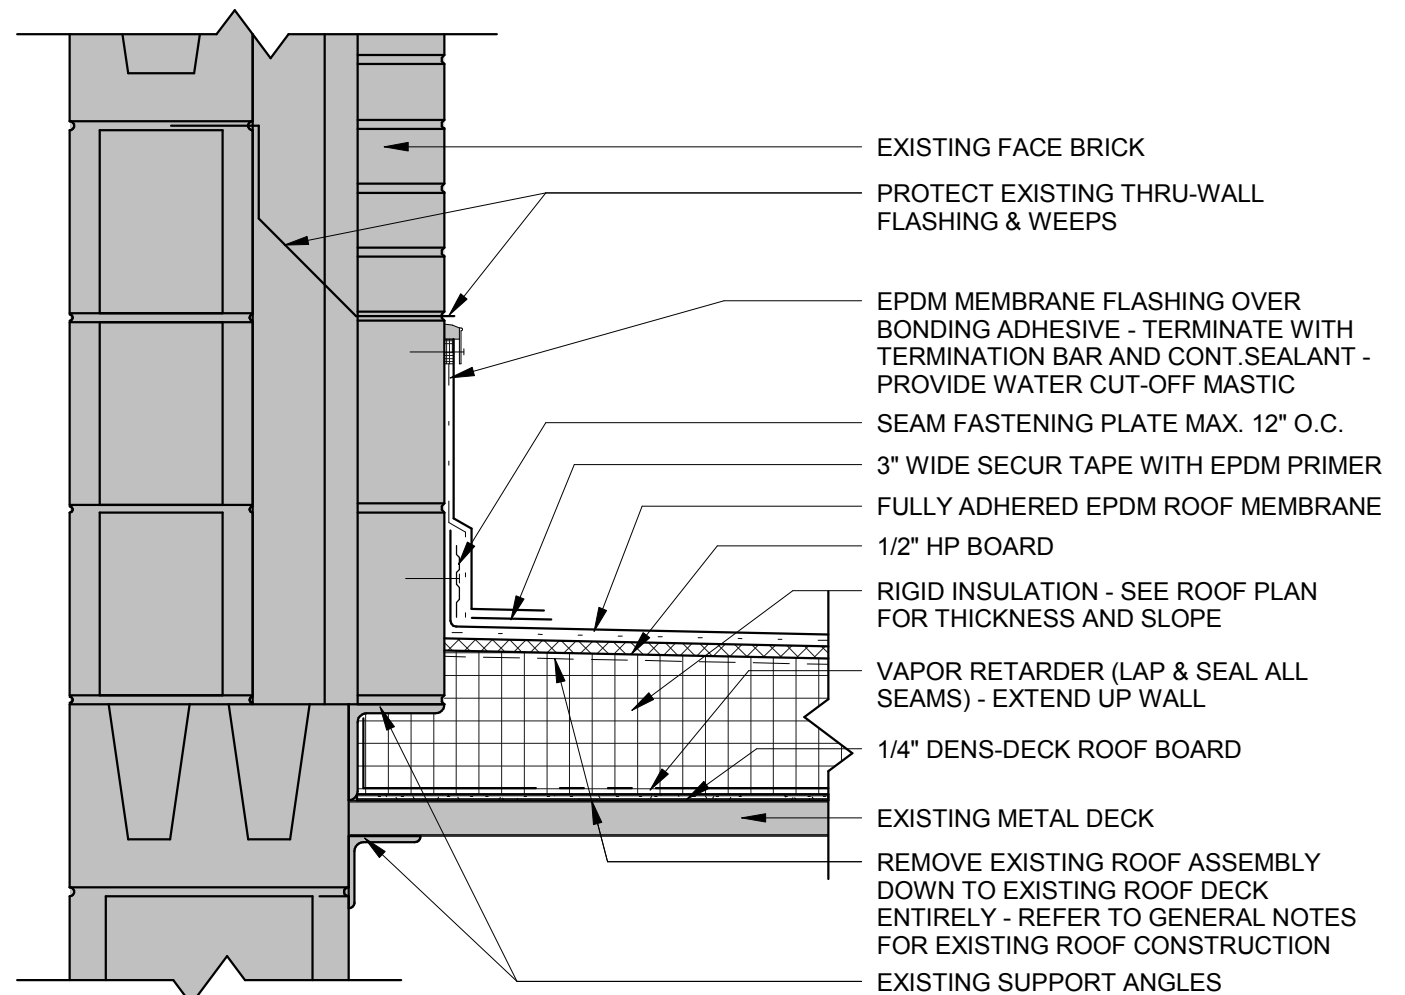 EXISTING FACE BRICK
PROTECT EXISTING THRU-WALL
FLASHING & WEEPS
EPDM MEMBRANE FLASHING OVER
BONDING ADHESIVE - TERMINATE WITH
TERMINATION BAR AND CONT.SEALANT -
PROVIDE WATER CUT-OFF MASTIC
SEAM FASTENING PLATE MAX. 12" O.C.
3" WIDE SECUR TAPE WITH EPDM PRIMER
FULLY ADHERED EPDM ROOF MEMBRANE
1/2" HP BOARD
RIGID INSULATION - SEE ROOF PLAN
FOR THICKNESS AND SLOPE
VAPOR RETARDER (LAP & SEAL ALL
SEAMS) - EXTEND UP WALL
1/4" DENS-DECK ROOF BOARD
EXISTING METAL DECK
REMOVE EXISTING ROOF ASSEMBLY
DOWN TO EXISTING ROOF DECK
ENTIRELY - REFER TO GENERAL NOTES
FOR EXISTING ROOF CONSTRUCTION
EXISTING SUPPORT ANGLES